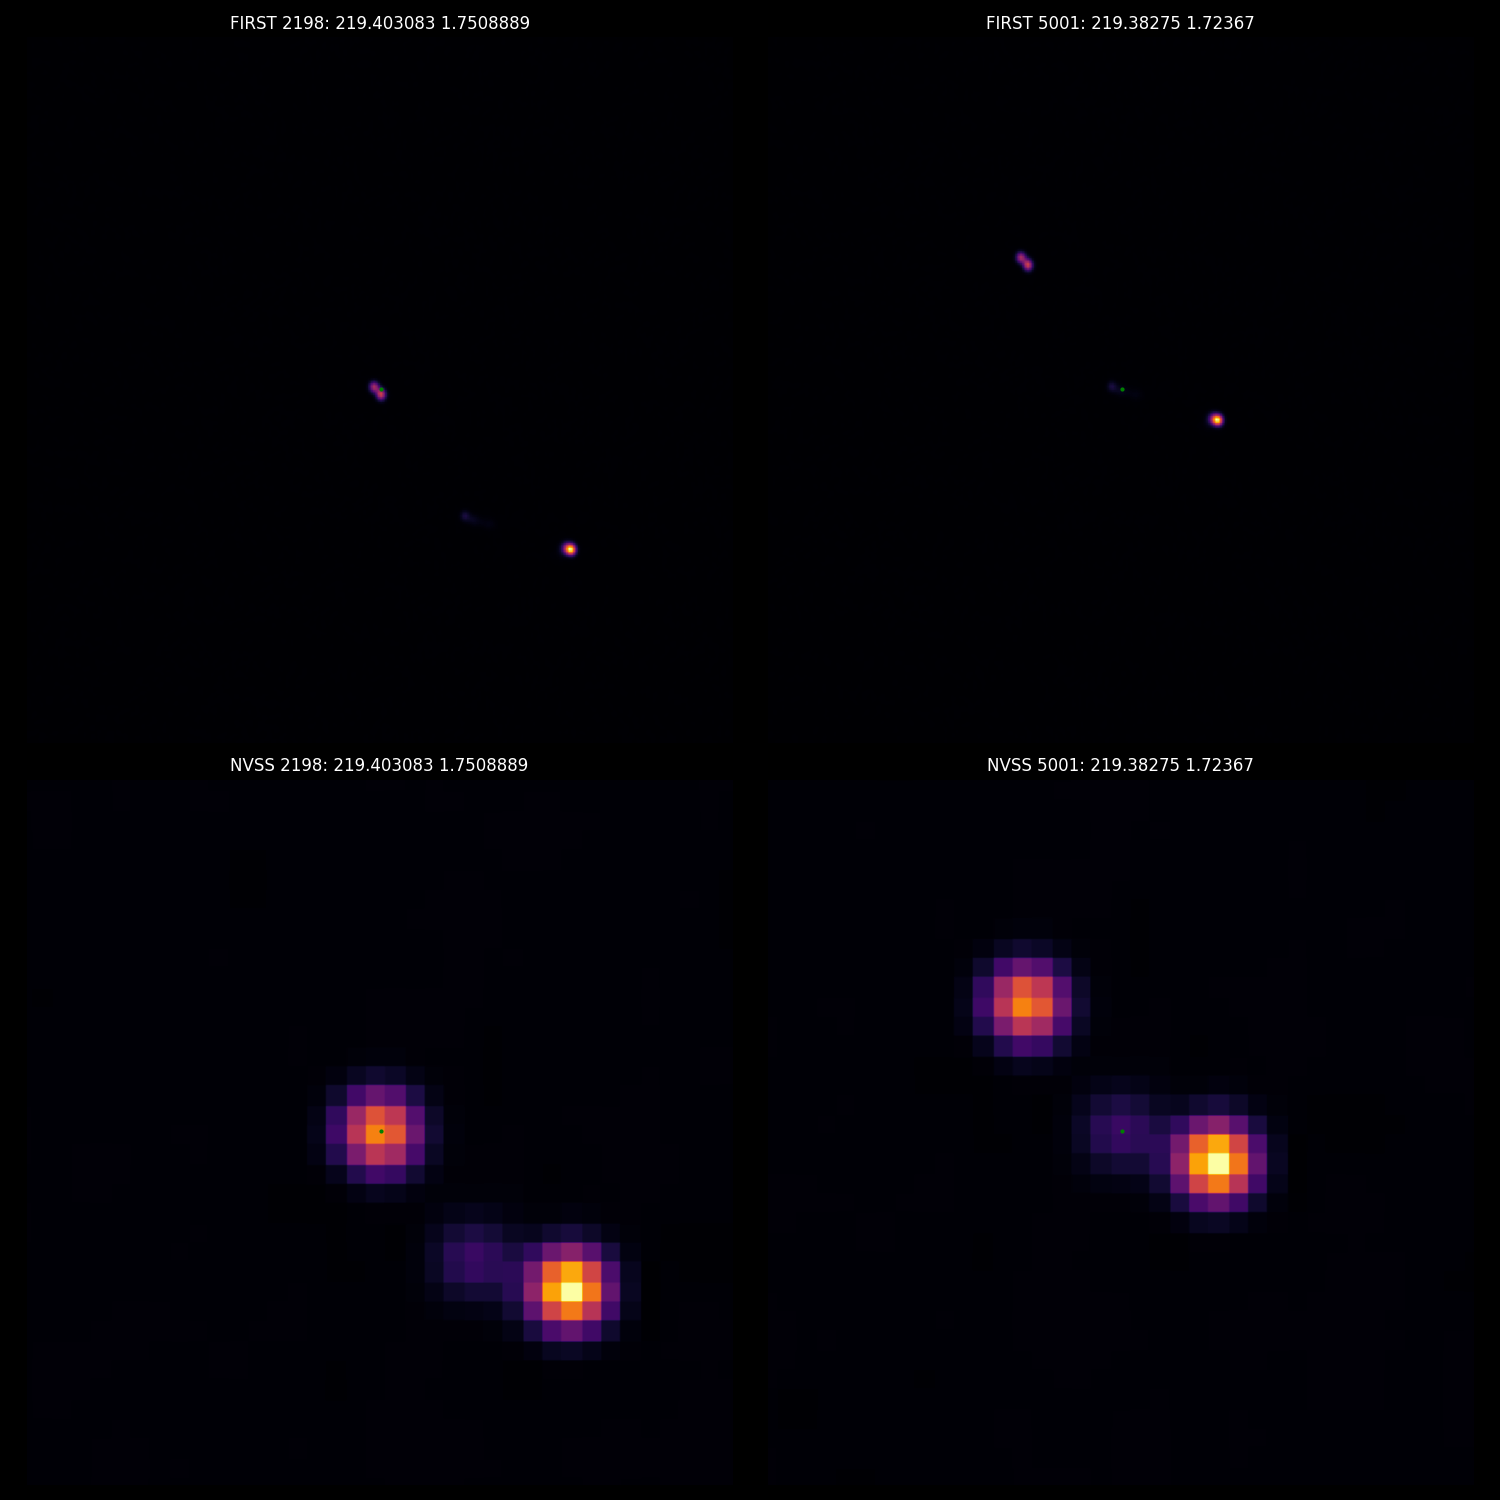 FIRST 2198: 219.403083 1.7508889
FIRST 5001: 219.38275 1.72367
NVSS 2198: 219.403083 1.7508889
NVSS 5001: 219.38275 1.72367